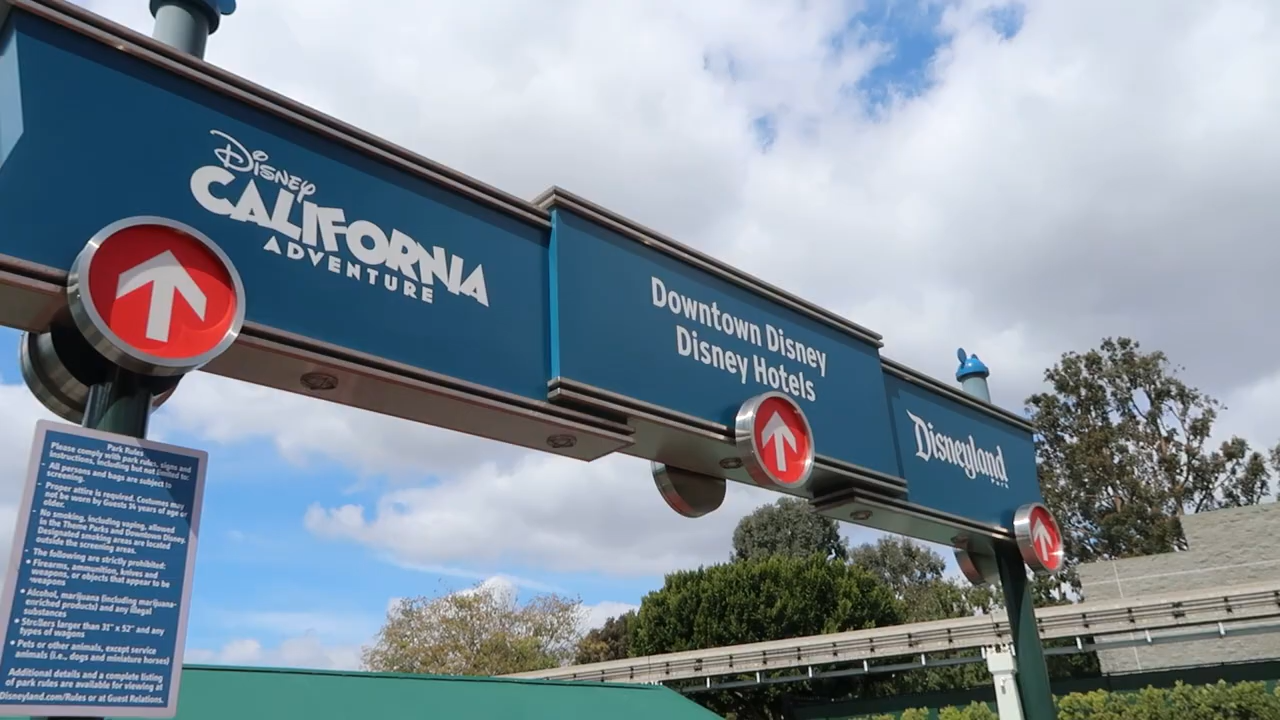 Disney
CALIFORNIA
ADVENTURE
Downtown Disney
Disney Hotels
Disneyland
PARK
Park Rules
Please comply with park rules, signs and
instructions, including but not limited to:
- All persons and bags are subject to
screening.
- Proper attire is required. Costumes may
not be worn by Guests 14 years of age or
older.
- No smoking, including vaping, allowed
in the Theme Parks and Downtown Disney.
Designated smoking areas are located
outside the screening areas.
- The following are strictly prohibited:
• Firearms, ammunition, knives and
weapons, or objects that appear to be
weapons
• Alcohol, marijuana (including marijuana-
enriched products) and any illegal
substances
• Strollers larger than 31" x 52" and any
types of wagons
• Pets or other animals, except service
animals (i.e., dogs and miniature horses)
Additional details and a complete listing
of park rules are available for viewing at
Disneyland.com/Rules or at Guest Relations.